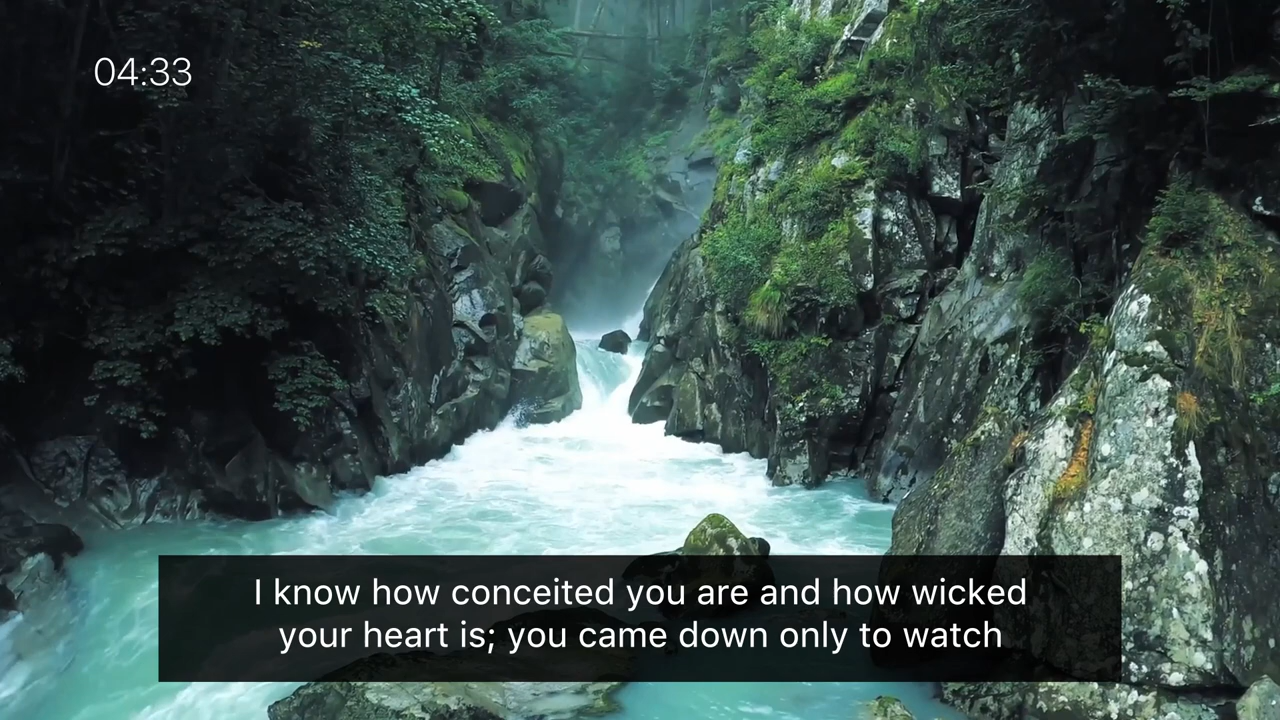 04:33
I know how conceited you are and how wicked
your heart is; you came down only to watch